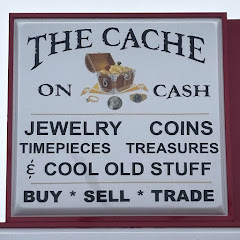 THE CACHE
ON CASH
JEWELRY COINS
TIMEPIECES TREASURES
& COOL OLD STUFF
BUY * SELL * TRADE